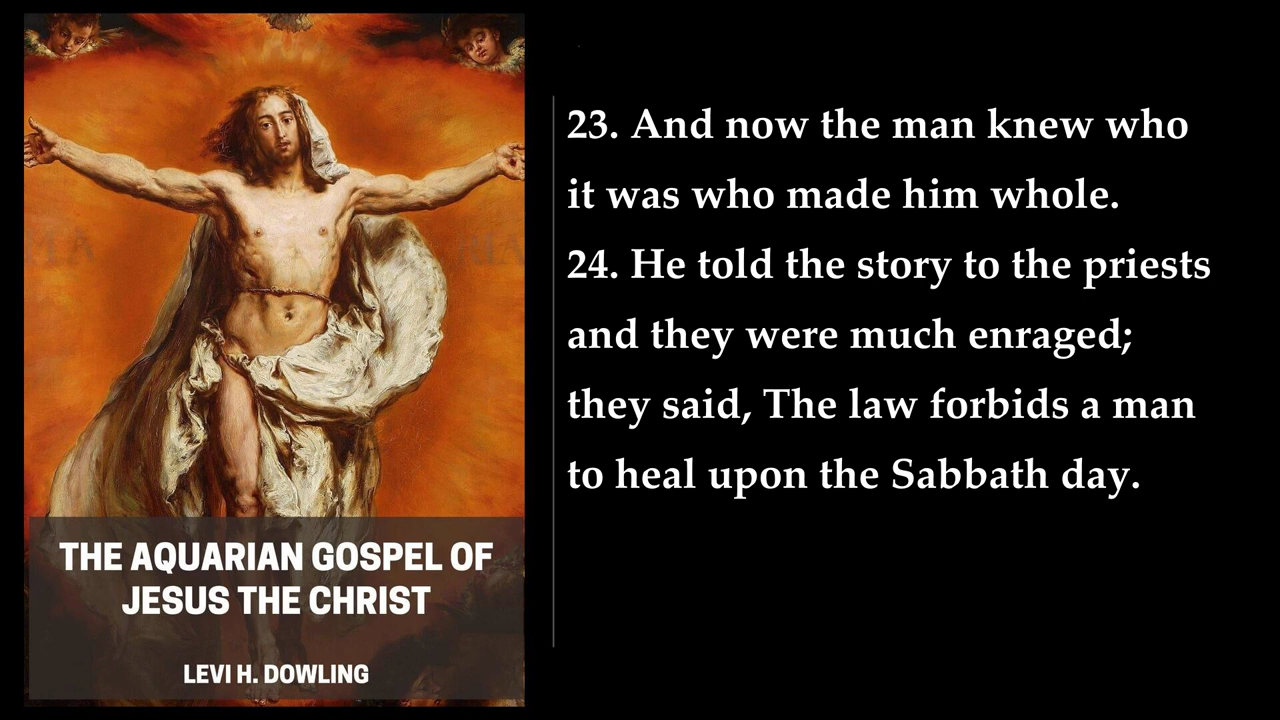 THE AQUARIAN GOSPEL OF
JESUS THE CHRIST
LEVI H. DOWLING
23. And now the man knew who
it was who made him whole.
24. He told the story to the priests
and they were much enraged;
they said, The law forbids a man
to heal upon the Sabbath day.